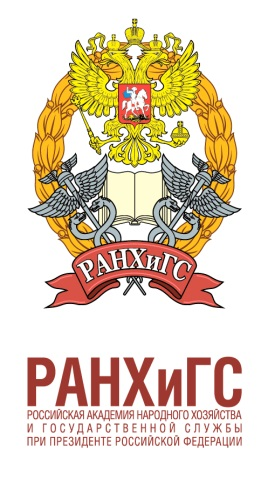 РАНХиГС
РАНХиГС
РОССИЙСКАЯ АКАДЕМИЯ НАРОДНОГО ХОЗЯЙСТВА
И ГОСУДАРСТВЕННОЙ СЛУЖБЫ
ПРИ ПРЕЗИДЕНТЕ РОССИЙСКОЙ ФЕДЕРАЦИИ